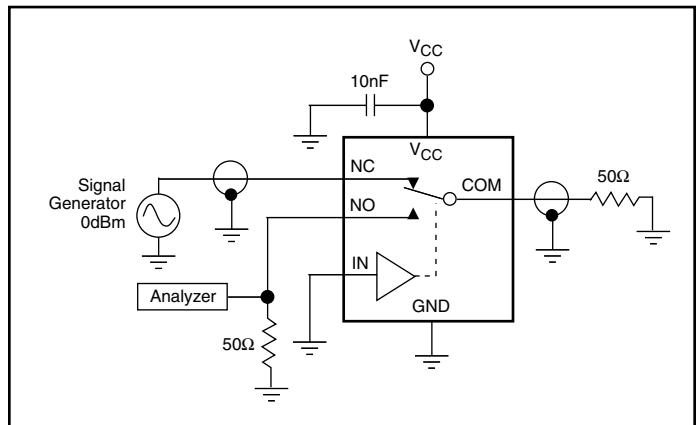 VCC
10nF
VCC
NC
COM
50Ω
Signal
Generator
0dBm
NO
IN
Analyzer
GND
50Ω